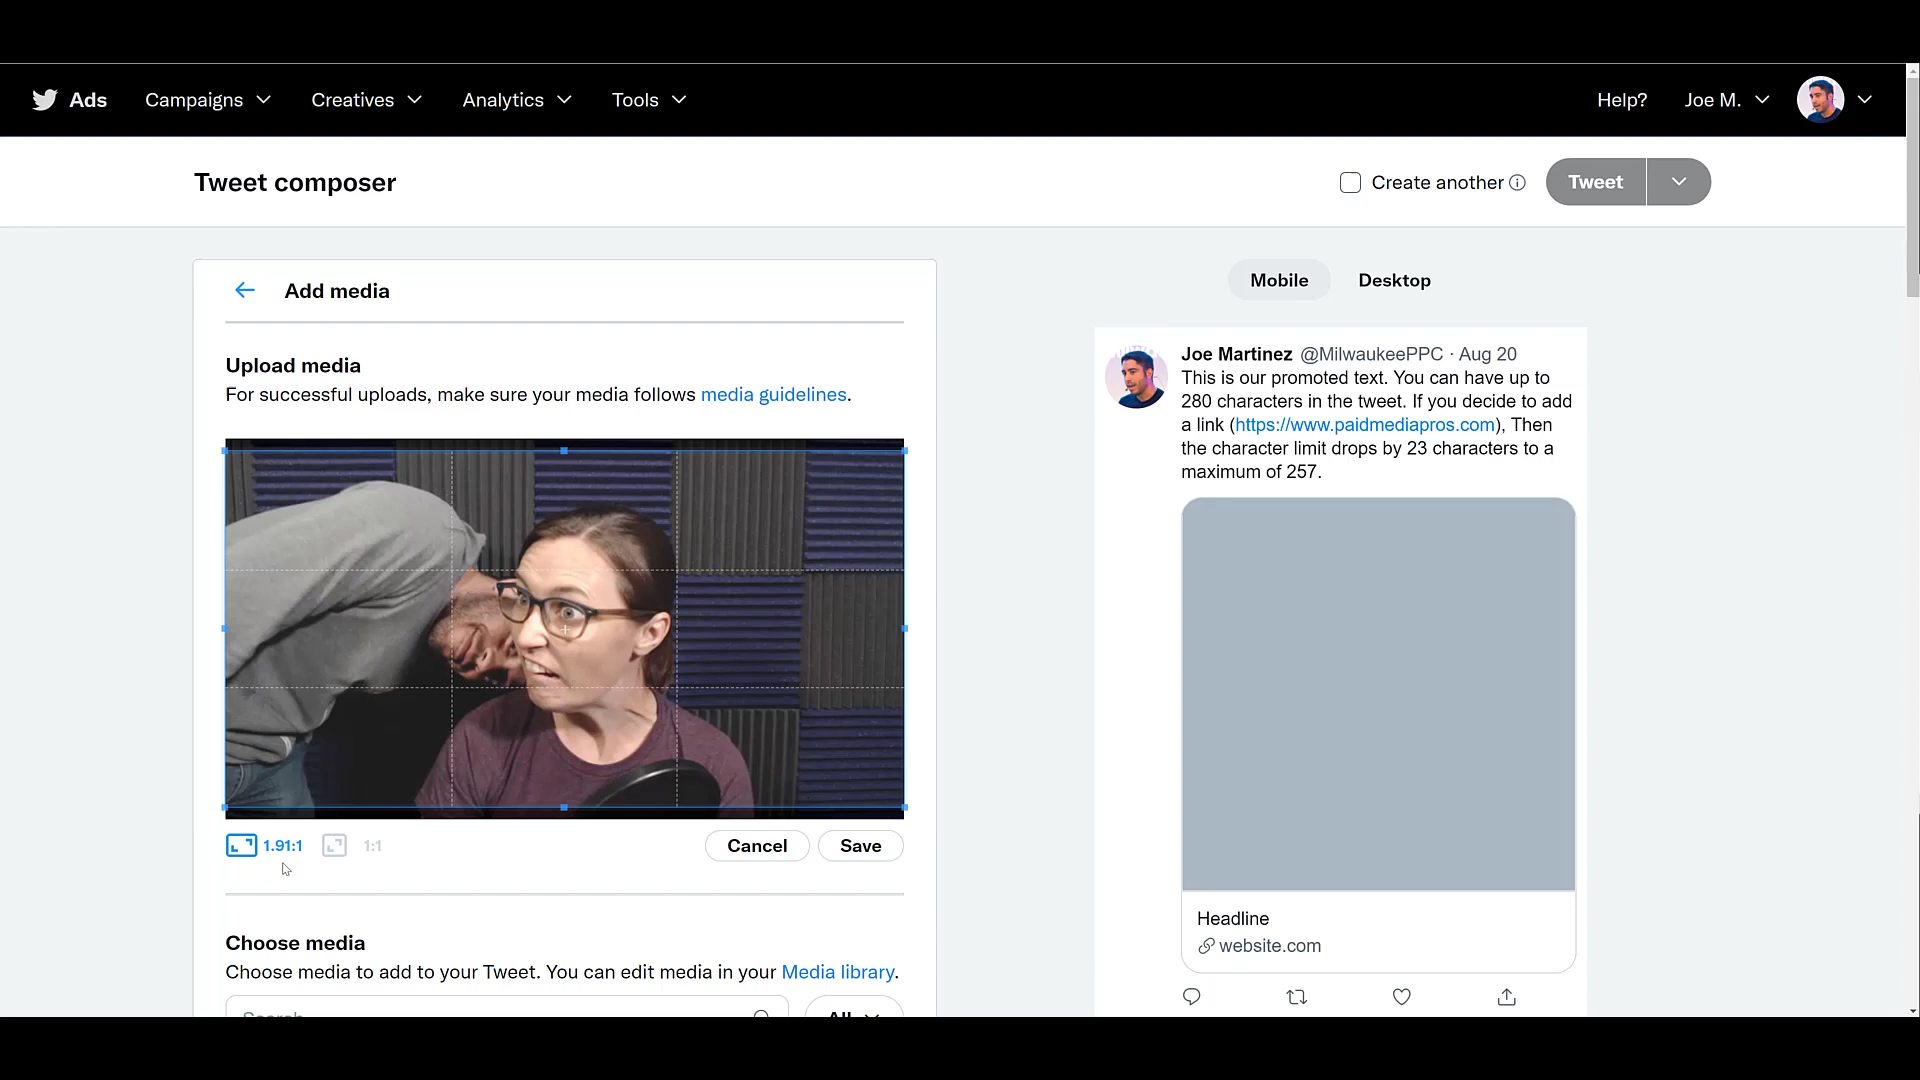 Ads Campaigns Creatives Analytics Tools Help? Joe M.
Tweet composer
Create another Tweet
Add media
Upload media
For successful uploads, make sure your media follows media guidelines.
1.91:1 1:1 Cancel Save
Choose media
Choose media to add to your Tweet. You can edit media in your Media library.
Search All
Mobile Desktop
Joe Martinez @MilwaukeePPC · Aug 20
This is our promoted text. You can have up to
280 characters in the tweet. If you decide to add
a link (https://www.paidmediapros.com), Then
the character limit drops by 23 characters to a
maximum of 257.
Headline
website.com